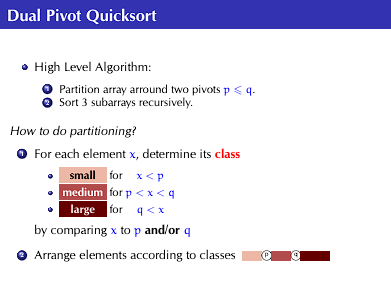 Dual Pivot Quicksort
High Level Algorithm:
1 Partition array arround two pivots p ⩽ q.
2 Sort 3 subarrays recursively.
How to do partitioning?
1 For each element x, determine its class
small for x < p
medium for p < x < q
large for q < x
by comparing x to p and/or q
2 Arrange elements according to classes p q